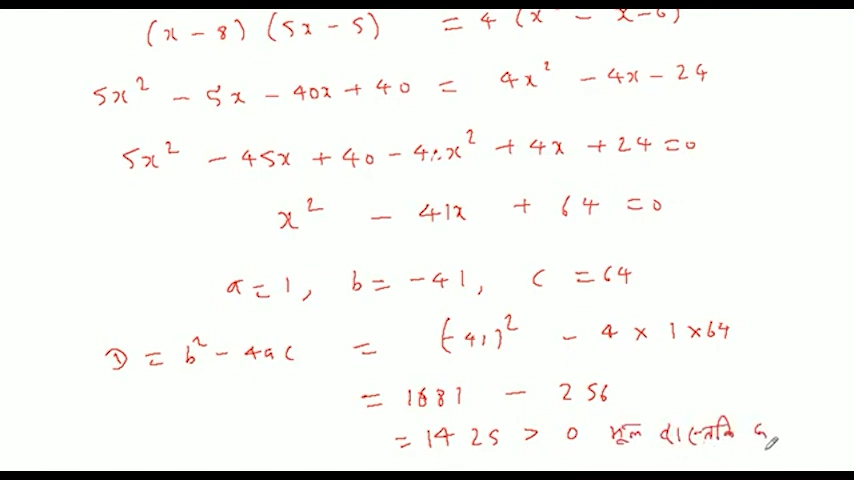 (x - 8) (5x - 5) = 4 (x² - x - 6)
5x² - 5x - 40x + 40 = 4x² - 4x - 24
5x² - 45x + 40 - 4x² + 4x + 24 = 0
x² - 41x + 64 = 0
a = 1, b = -41, c = 64
D = b² - 4ac = (-41)² - 4 x 1 x 64
= 1681 - 256
= 1425 > 0 মূল